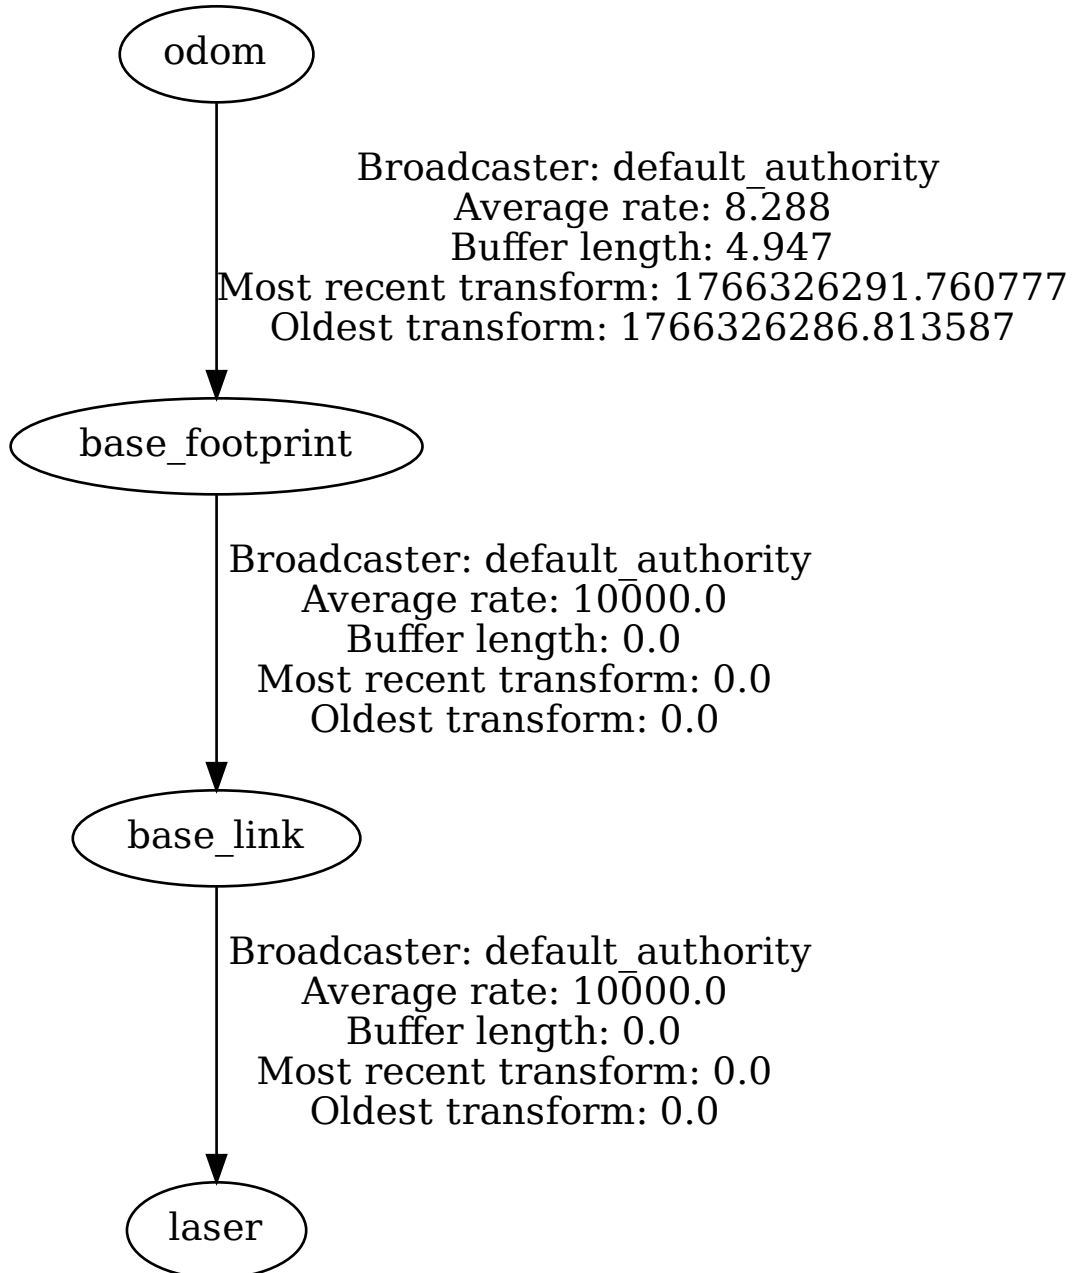 odom
Broadcaster: default_authority
Average rate: 8.288
Buffer length: 4.947
Most recent transform: 1766326291.760777
Oldest transform: 1766326286.813587
base_footprint
Broadcaster: default_authority
Average rate: 10000.0
Buffer length: 0.0
Most recent transform: 0.0
Oldest transform: 0.0
base_link
Broadcaster: default_authority
Average rate: 10000.0
Buffer length: 0.0
Most recent transform: 0.0
Oldest transform: 0.0
laser